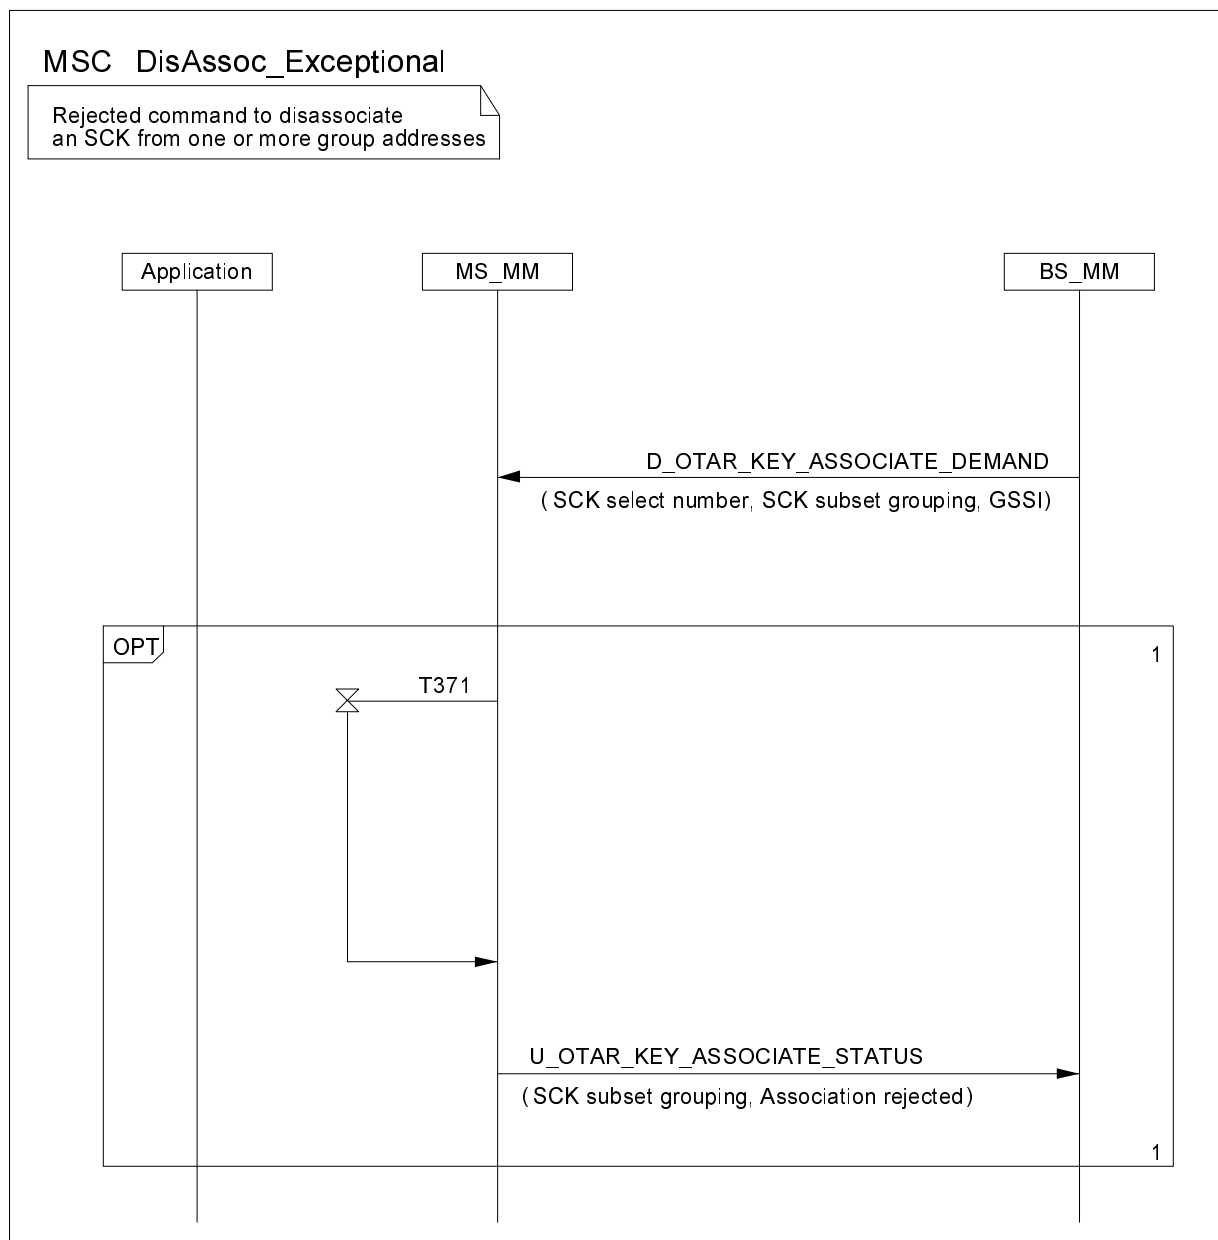 MSC DisAssoc_Exceptional
Rejected command to disassociate
an SCK from one or more group addresses
Application
MS_MM
BS_MM
D_OTAR_KEY_ASSOCIATE_DEMAND
(SCK select number, SCK subset grouping, GSSI)
OPT
1
T371
U_OTAR_KEY_ASSOCIATE_STATUS
(SCK subset grouping, Association rejected)
1